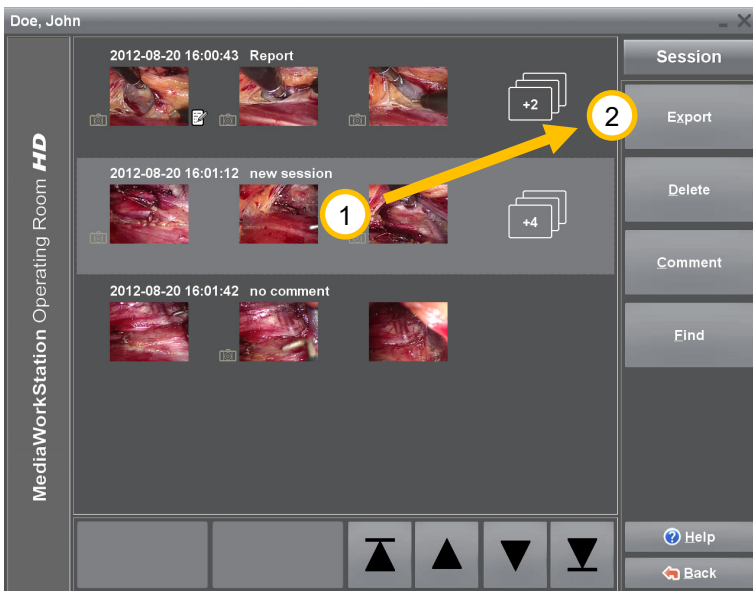 Doe, John
MediaWorkStation Operating Room HD
2012-08-20 16:00:43 Report
+2
2012-08-20 16:01:12 new session
+4
2012-08-20 16:01:42 no comment
1
2
Session
Export
Delete
Comment
Find
Help
Back